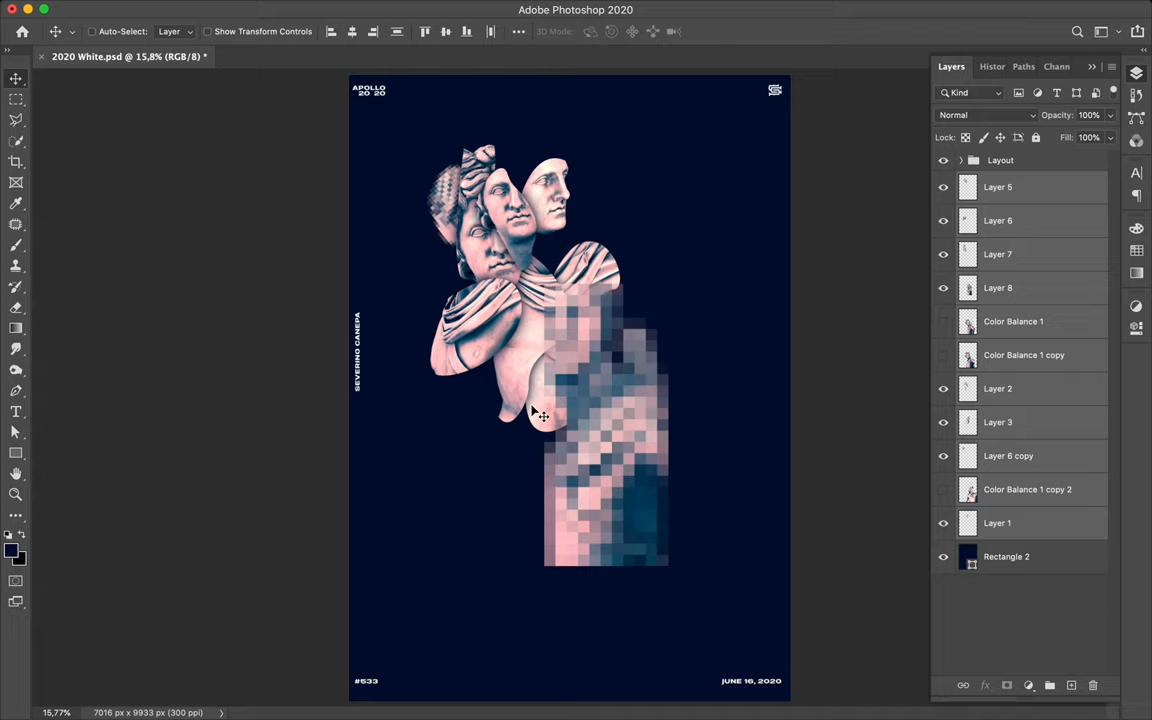 Adobe Photoshop 2020
Auto-Select:
Layer
Show Transform Controls
3D Mode:
2020 White.psd @ 15,8% (RGB/8) *
Layers
Histor
Paths
Chann
Kind
Normal
Opacity: 100%
Lock:
Fill: 100%
Layout
Layer 5
Layer 6
Layer 7
Layer 8
Color Balance 1
Color Balance 1 copy
Layer 2
Layer 3
Layer 6 copy
Color Balance 1 copy 2
Layer 1
Rectangle 2
APOLLO
20 20
SEVERINO CANEPA
#533
JUNE 16, 2020
15,77%
7016 px x 9933 px (300 ppi)